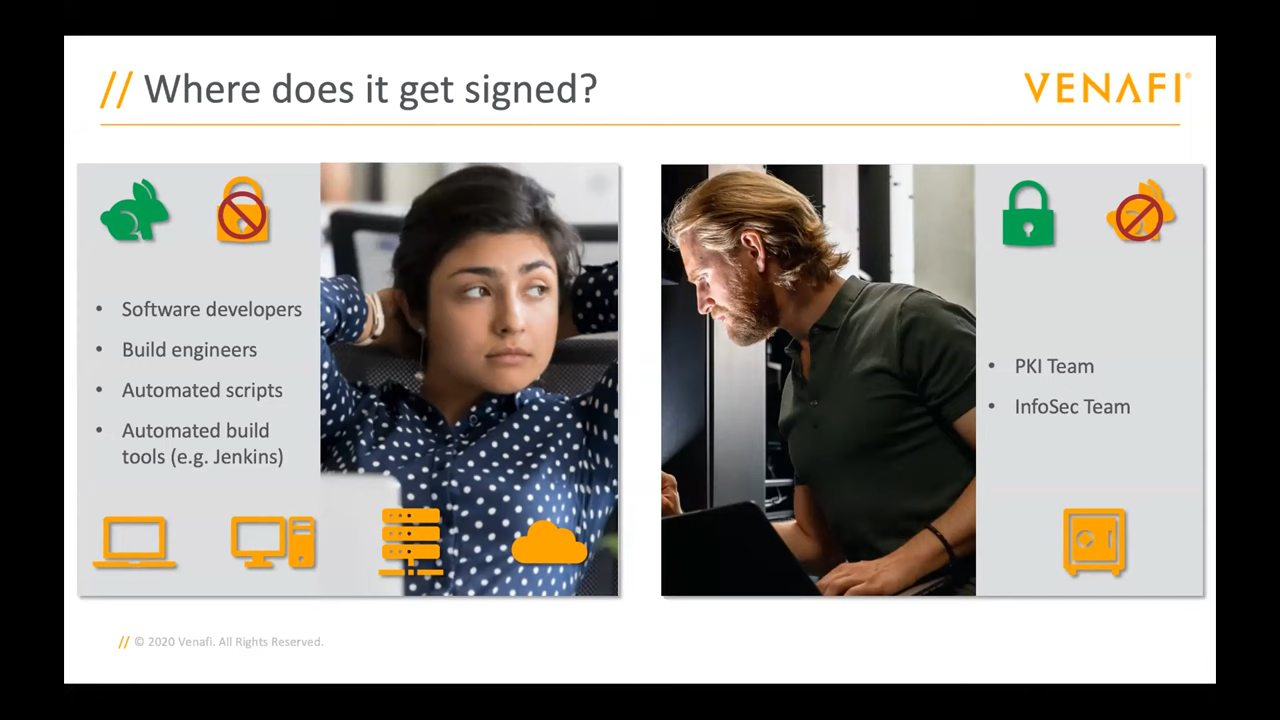 // Where does it get signed?
VENAFI®
• Software developers
• Build engineers
• Automated scripts
• Automated build
tools (e.g. Jenkins)
• PKI Team
• InfoSec Team
// © 2020 Venafi. All Rights Reserved.